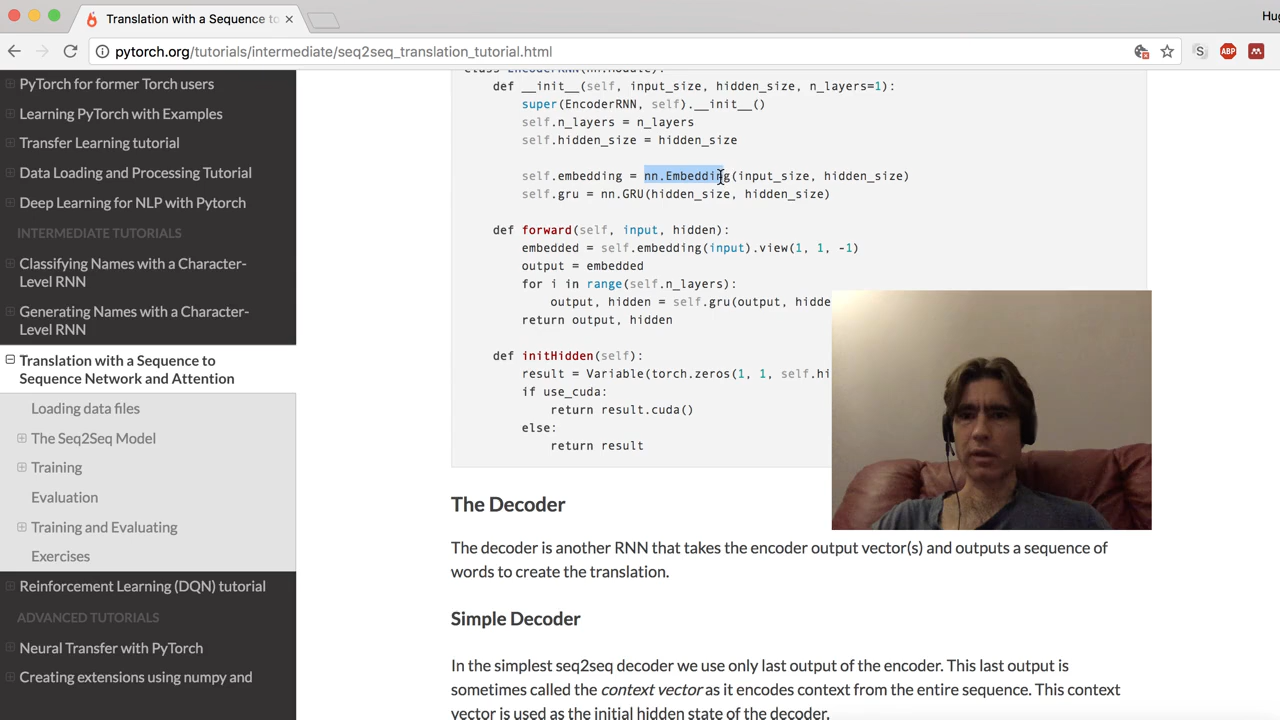 Translation with a Sequence to
Hug
pytorch.org/tutorials/intermediate/seq2seq_translation_tutorial.html
S
ABP
PyTorch for former Torch users
Learning PyTorch with Examples
Transfer Learning tutorial
Data Loading and Processing Tutorial
Deep Learning for NLP with Pytorch
INTERMEDIATE TUTORIALS
Classifying Names with a Character-
Level RNN
Generating Names with a Character-
Level RNN
Translation with a Sequence to
Sequence Network and Attention
Loading data files
The Seq2Seq Model
Training
Evaluation
Training and Evaluating
Exercises
Reinforcement Learning (DQN) tutorial
ADVANCED TUTORIALS
Neural Transfer with PyTorch
Creating extensions using numpy and
class EncoderRNN(nn.Module):
def __init__(self, input_size, hidden_size, n_layers=1):
super(EncoderRNN, self).__init__()
self.n_layers = n_layers
self.hidden_size = hidden_size
self.embedding = nn.Embedding(input_size, hidden_size)
self.gru = nn.GRU(hidden_size, hidden_size)
def forward(self, input, hidden):
embedded = self.embedding(input).view(1, 1, -1)
output = embedded
for i in range(self.n_layers):
output, hidden = self.gru(output, hidde
return output, hidden
def initHidden(self):
result = Variable(torch.zeros(1, 1, self.hi
if use_cuda:
return result.cuda()
else:
return result
The Decoder
The decoder is another RNN that takes the encoder output vector(s) and outputs a sequence of
words to create the translation.
Simple Decoder
In the simplest seq2seq decoder we use only last output of the encoder. This last output is
sometimes called the context vector as it encodes context from the entire sequence. This context
vector is used as the initial hidden state of the decoder.